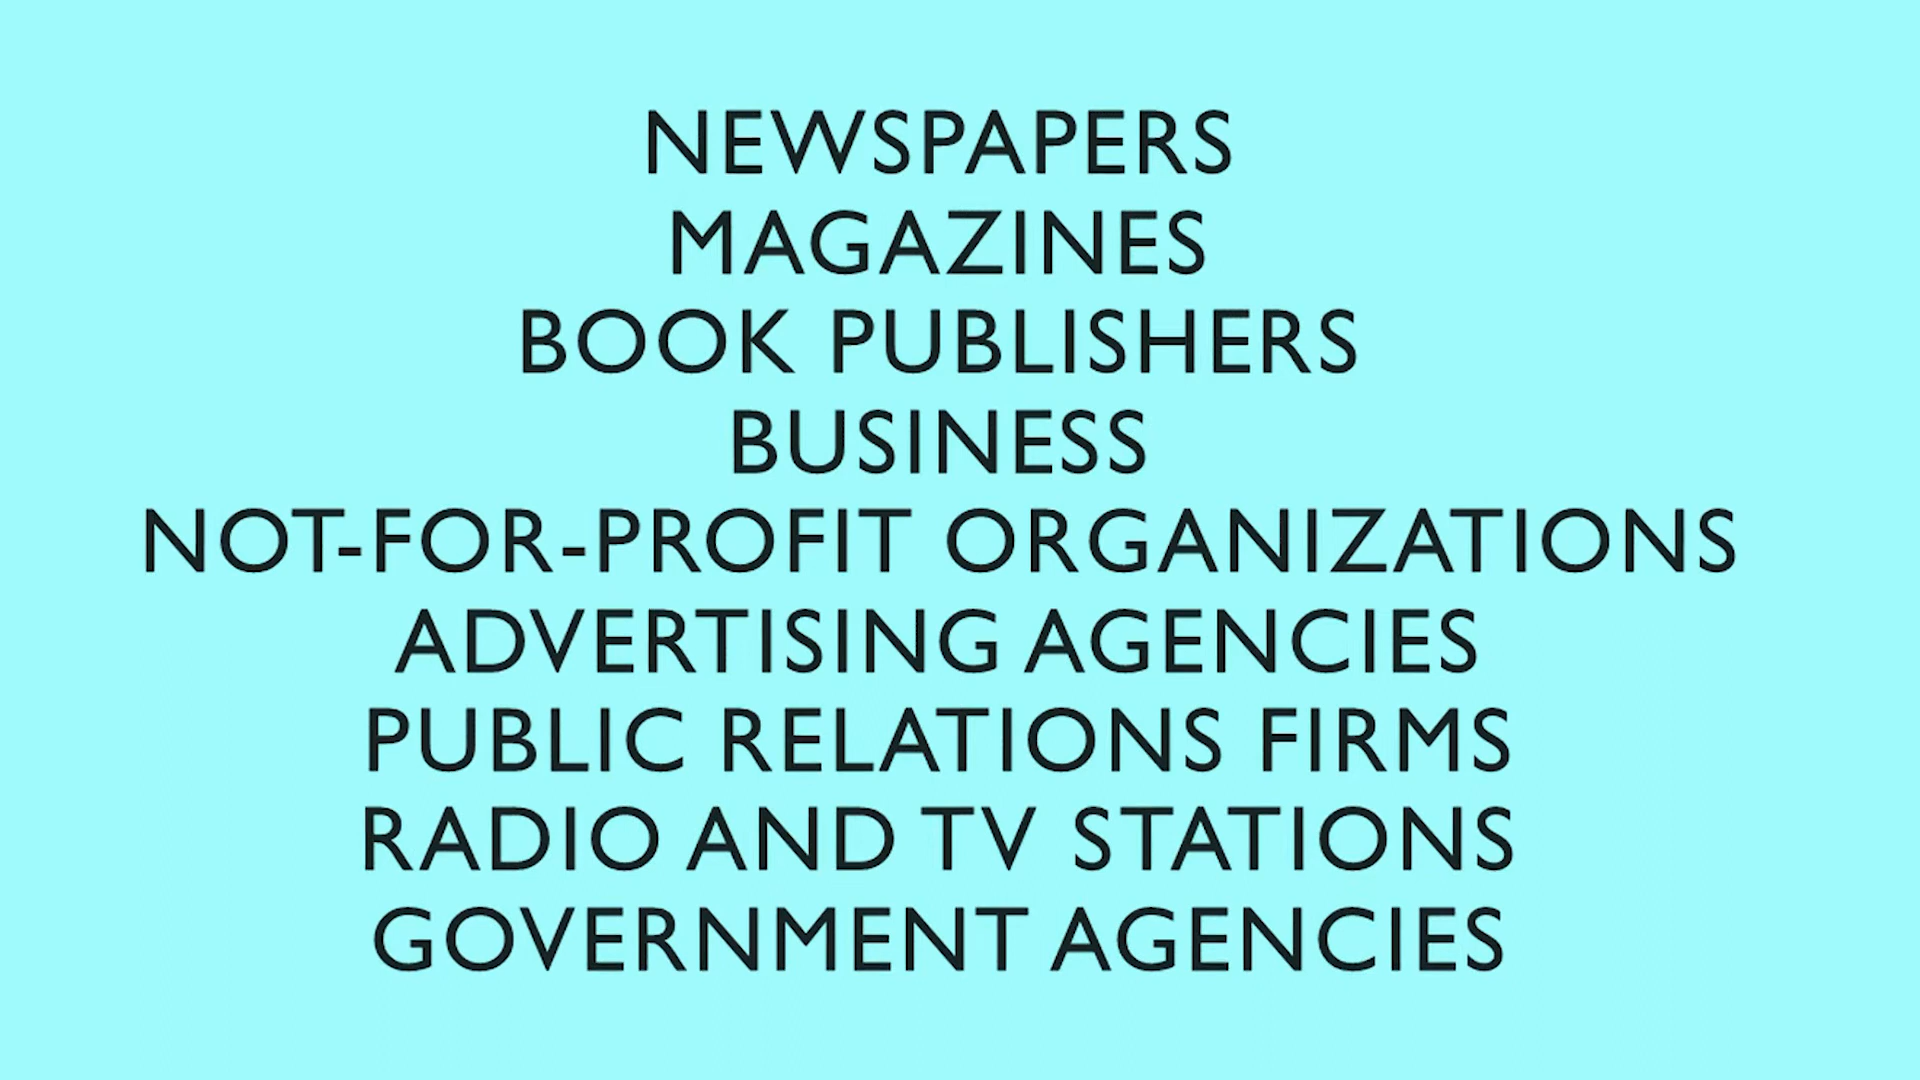 NEWSPAPERS
MAGAZINES
BOOK PUBLISHERS
BUSINESS
NOT-FOR-PROFIT ORGANIZATIONS
ADVERTISING AGENCIES
PUBLIC RELATIONS FIRMS
RADIO AND TV STATIONS
GOVERNMENT AGENCIES